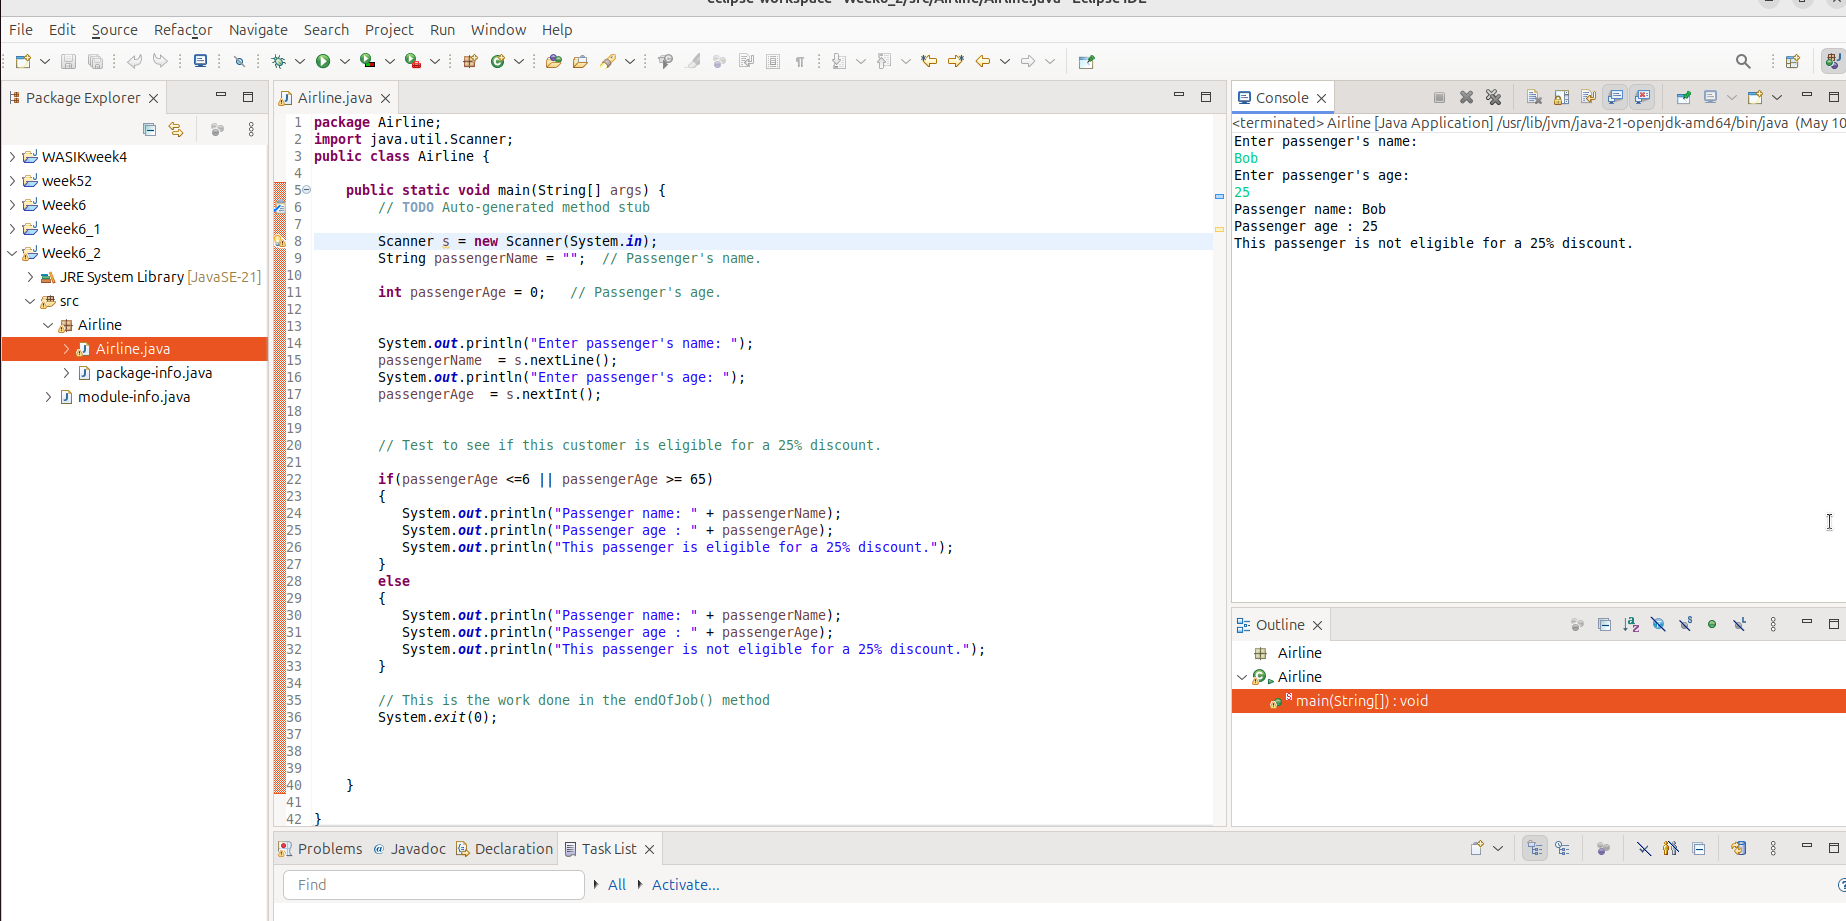 eclipse-workspace - Week6_2/src/Airline/Airline.java - Eclipse IDE
File Edit Source Refactor Navigate Search Project Run Window Help
Package Explorer
WASIKweek4
week52
Week6
Week6_1
Week6_2
JRE System Library [JavaSE-21]
src
Airline
Airline.java
package-info.java
module-info.java
Airline.java
1 package Airline;
2 import java.util.Scanner;
3 public class Airline {
4
5 public static void main(String[] args) {
6 // TODO Auto-generated method stub
7
8 Scanner s = new Scanner(System.in);
9 String passengerName = "";  // Passenger's name.
10
11 int passengerAge = 0;   // Passenger's age.
12
13
14 System.out.println("Enter passenger's name: ");
15 passengerName  = s.nextLine();
16 System.out.println("Enter passenger's age: ");
17 passengerAge  = s.nextInt();
18
19
20 // Test to see if this customer is eligible for a 25% discount.
21
22 if(passengerAge <=6 || passengerAge >= 65)
23 {
24 System.out.println("Passenger name: " + passengerName);
25 System.out.println("Passenger age : " + passengerAge);
26 System.out.println("This passenger is eligible for a 25% discount.");
27 }
28 else
29 {
30 System.out.println("Passenger name: " + passengerName);
31 System.out.println("Passenger age : " + passengerAge);
32 System.out.println("This passenger is not eligible for a 25% discount.");
33 }
34
35 // This is the work done in the endOfJob() method
36 System.exit(0);
37
38
39
40 }
41
42 }
Console
<terminated> Airline [Java Application] /usr/lib/jvm/java-21-openjdk-amd64/bin/java (May 10
Enter passenger's name:
Bob
Enter passenger's age:
25
Passenger name: Bob
Passenger age : 25
This passenger is not eligible for a 25% discount.
Outline
Airline
Airline
main(String[]) : void
Problems @ Javadoc Declaration Task List
Find All Activate...